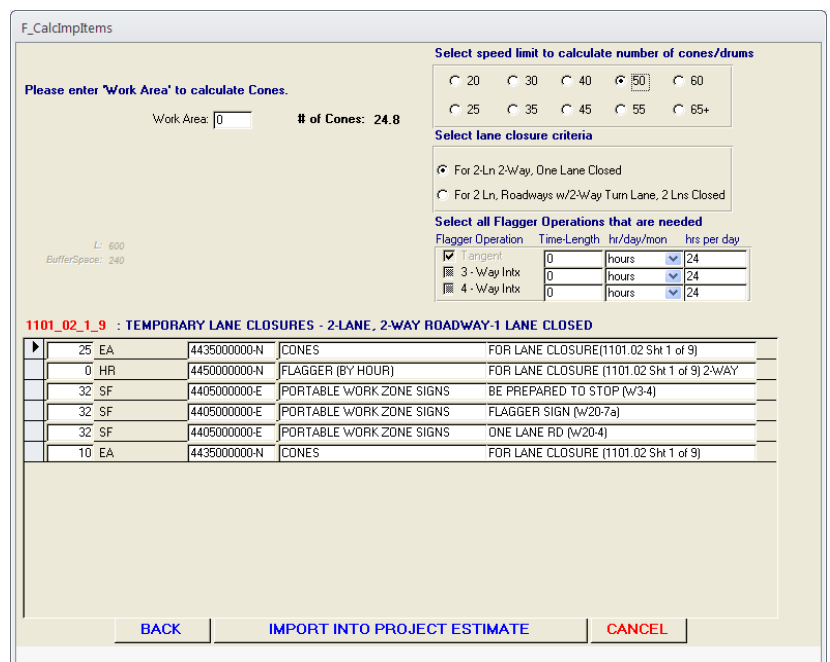 F_CalcImpItems
Select speed limit to calculate number of cones/drums
20 30 40 50 60
Please enter 'Work Area' to calculate Cones.
25 35 45 55 65+
Work Area: 0 # of Cones: 24.8
Select lane closure criteria
For 2-Ln 2-Way, One Lane Closed
For 2 Ln, Roadways w/2-Way Turn Lane, 2 Lns Closed
Select all Flagger Operations that are needed
Flagger Operation Time-Length hr/day/mon hrs per day
L: 600
Tangent 0 hours 24
BufferSpace: 240
3 - Way Intx 0 hours 24
4 - Way Intx 0 hours 24
1101_02_1_9 : TEMPORARY LANE CLOSURES - 2-LANE, 2-WAY ROADWAY-1 LANE CLOSED
25 EA 4435000000-N CONES FOR LANE CLOSURE(1101.02 Sht 1 of 9)
0 HR 4450000000-N FLAGGER (BY HOUR) FOR LANE CLOSURE (1101.02 Sht 1 of 9) 2-WAY
32 SF 4405000000-E PORTABLE WORK ZONE SIGNS BE PREPARED TO STOP (W3-4)
32 SF 4405000000-E PORTABLE WORK ZONE SIGNS FLAGGER SIGN (W20-7a)
32 SF 4405000000-E PORTABLE WORK ZONE SIGNS ONE LANE RD (W20-4)
10 EA 4435000000-N CONES FOR LANE CLOSURE (1101.02 Sht 1 of 9)
BACK IMPORT INTO PROJECT ESTIMATE CANCEL